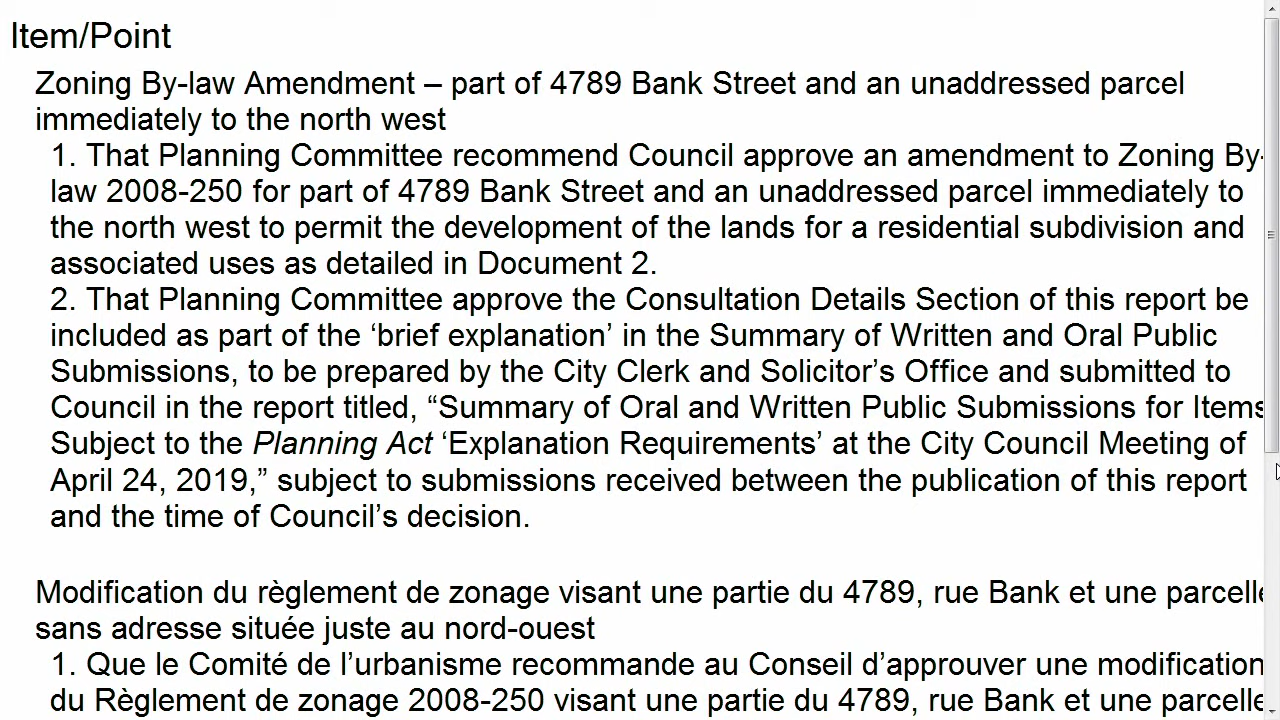 Item/Point
Zoning By-law Amendment – part of 4789 Bank Street and an unaddressed parcel
immediately to the north west
1. That Planning Committee recommend Council approve an amendment to Zoning By-
law 2008-250 for part of 4789 Bank Street and an unaddressed parcel immediately to
the north west to permit the development of the lands for a residential subdivision and
associated uses as detailed in Document 2.
2. That Planning Committee approve the Consultation Details Section of this report be
included as part of the ‘brief explanation’ in the Summary of Written and Oral Public
Submissions, to be prepared by the City Clerk and Solicitor’s Office and submitted to
Council in the report titled, “Summary of Oral and Written Public Submissions for Items
Subject to the Planning Act ‘Explanation Requirements’ at the City Council Meeting of
April 24, 2019,” subject to submissions received between the publication of this report
and the time of Council’s decision.
Modification du règlement de zonage visant une partie du 4789, rue Bank et une parcelle
sans adresse située juste au nord-ouest
1. Que le Comité de l’urbanisme recommande au Conseil d’approuver une modification
du Règlement de zonage 2008-250 visant une partie du 4789, rue Bank et une parcelle